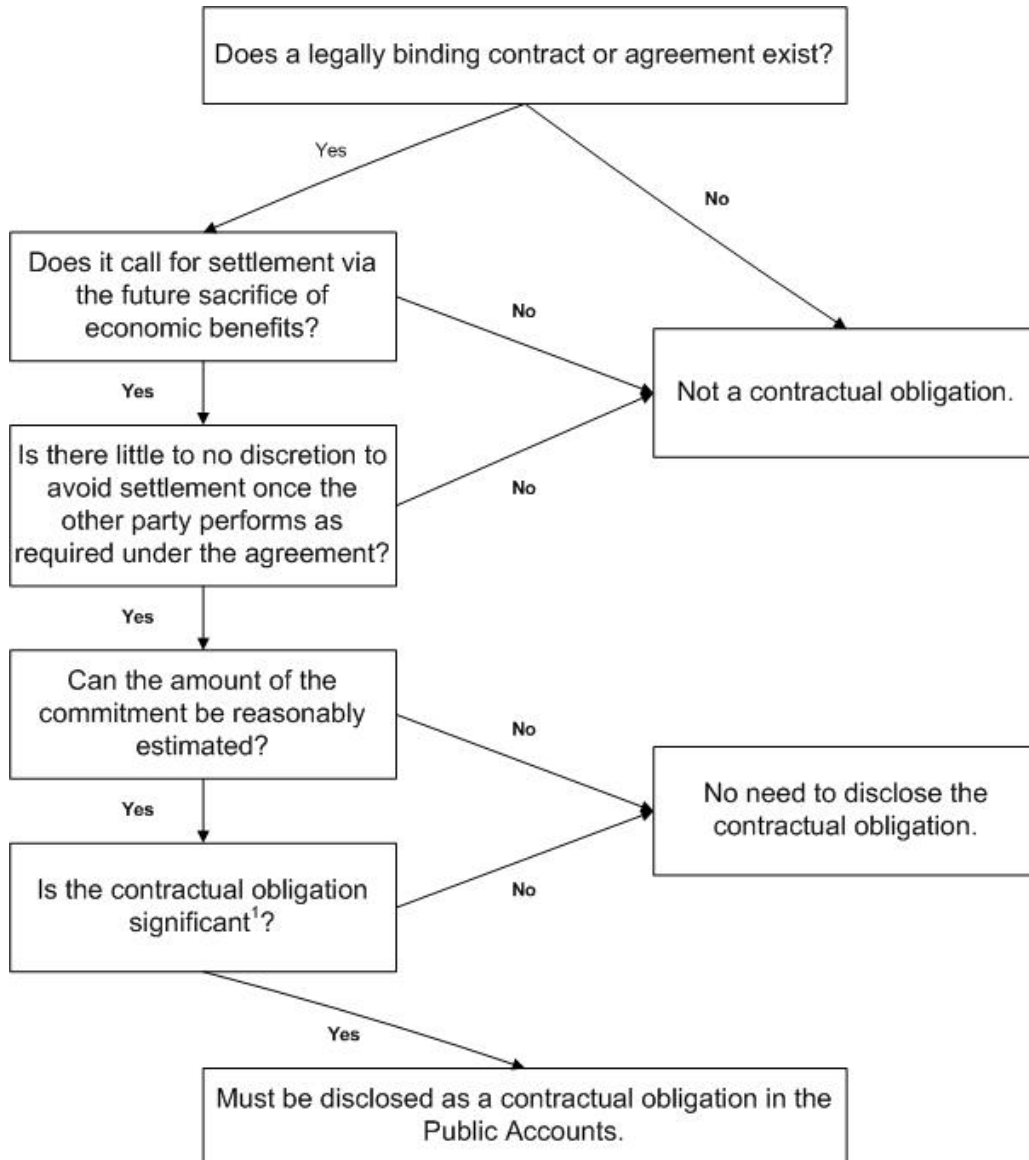 Does a legally binding contract or agreement exist?
Yes
No
Does it call for settlement via
the future sacrifice of
economic benefits?
No
Not a contractual obligation.
Yes
Is there little to no discretion to
avoid settlement once the
other party performs as
required under the agreement?
No
Yes
Can the amount of the
commitment be reasonably
estimated?
No
No need to disclose the
contractual obligation.
Yes
Is the contractual obligation
significant¹?
No
Yes
Must be disclosed as a contractual obligation in the
Public Accounts.